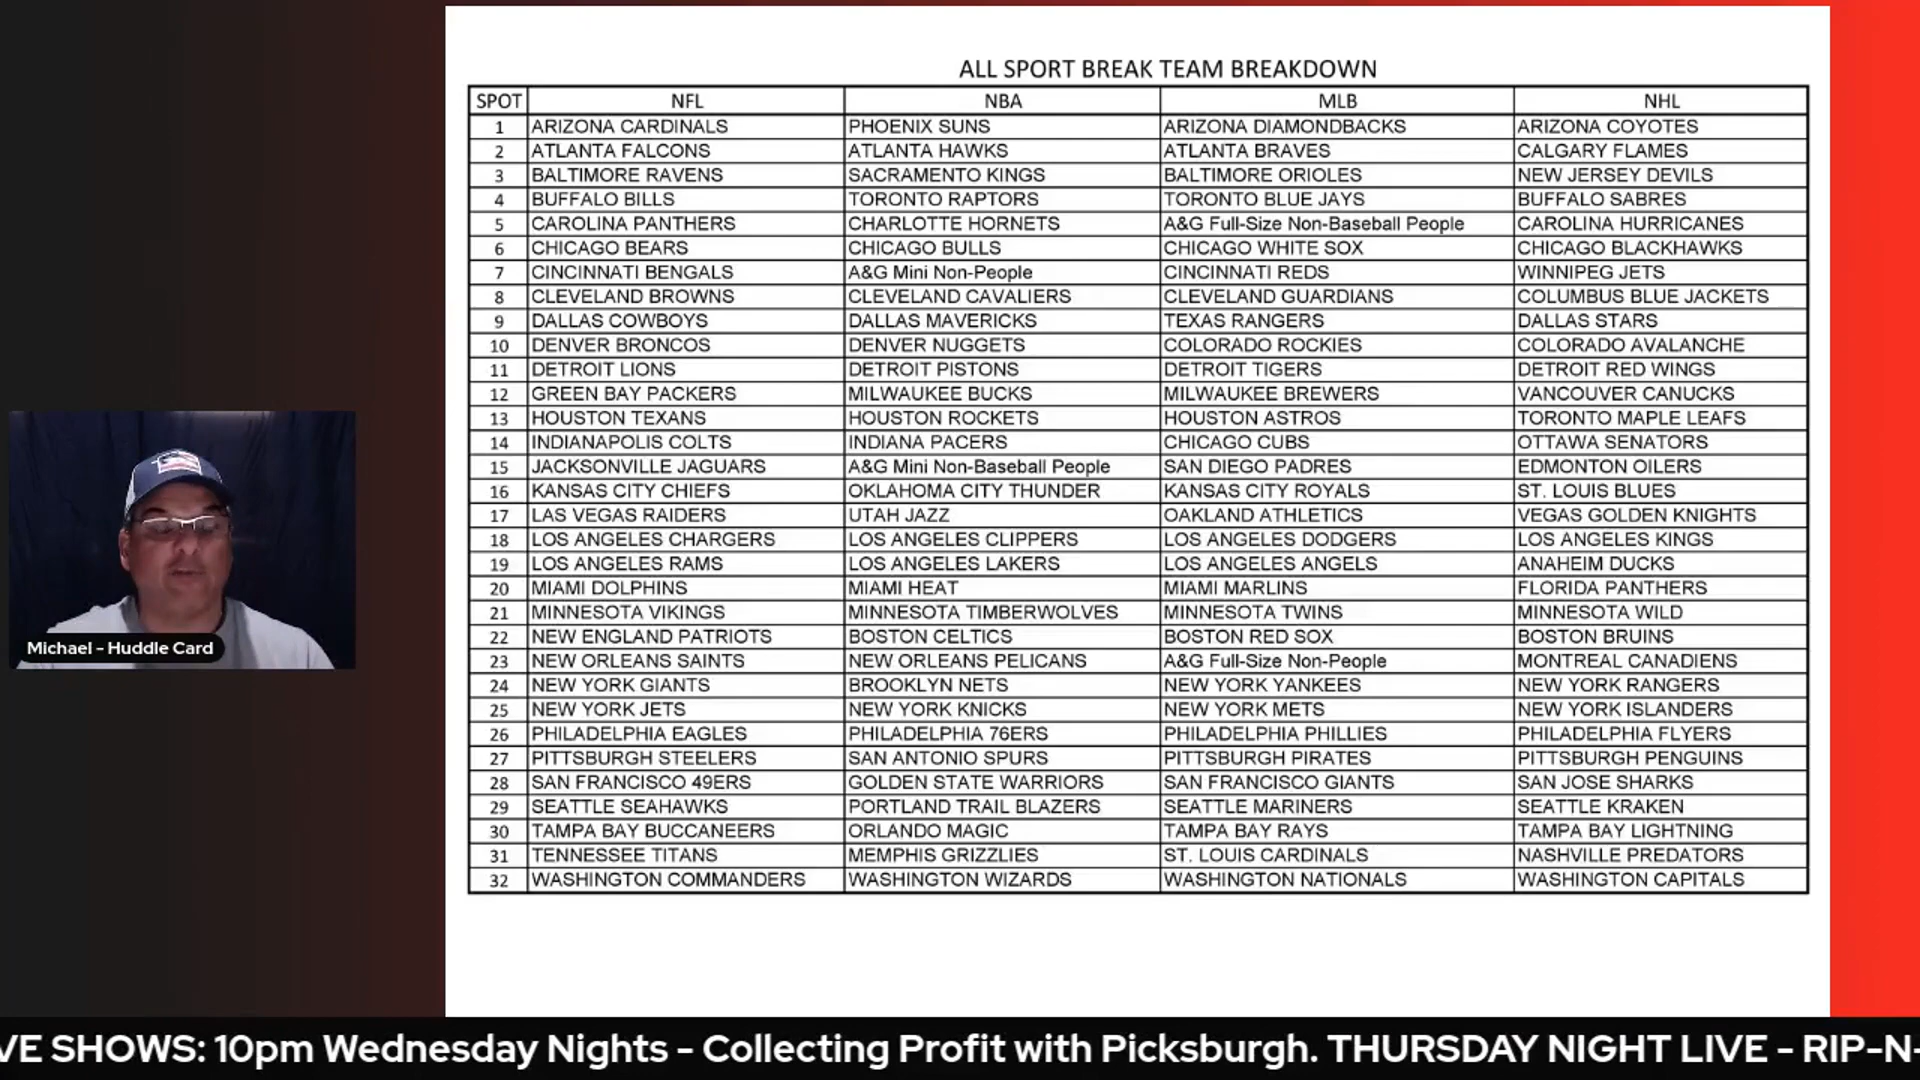 ALL SPORT BREAK TEAM BREAKDOWN
SPOT NFL NBA MLB NHL
1 ARIZONA CARDINALS PHOENIX SUNS ARIZONA DIAMONDBACKS ARIZONA COYOTES
2 ATLANTA FALCONS ATLANTA HAWKS ATLANTA BRAVES CALGARY FLAMES
3 BALTIMORE RAVENS SACRAMENTO KINGS BALTIMORE ORIOLES NEW JERSEY DEVILS
4 BUFFALO BILLS TORONTO RAPTORS TORONTO BLUE JAYS BUFFALO SABRES
5 CAROLINA PANTHERS CHARLOTTE HORNETS A&G Full-Size Non-Baseball People CAROLINA HURRICANES
6 CHICAGO BEARS CHICAGO BULLS CHICAGO WHITE SOX CHICAGO BLACKHAWKS
7 CINCINNATI BENGALS A&G Mini Non-People CINCINNATI REDS WINNIPEG JETS
8 CLEVELAND BROWNS CLEVELAND CAVALIERS CLEVELAND GUARDIANS COLUMBUS BLUE JACKETS
9 DALLAS COWBOYS DALLAS MAVERICKS TEXAS RANGERS DALLAS STARS
10 DENVER BRONCOS DENVER NUGGETS COLORADO ROCKIES COLORADO AVALANCHE
11 DETROIT LIONS DETROIT PISTONS DETROIT TIGERS DETROIT RED WINGS
12 GREEN BAY PACKERS MILWAUKEE BUCKS MILWAUKEE BREWERS VANCOUVER CANUCKS
13 HOUSTON TEXANS HOUSTON ROCKETS HOUSTON ASTROS TORONTO MAPLE LEAFS
14 INDIANAPOLIS COLTS INDIANA PACERS CHICAGO CUBS OTTAWA SENATORS
15 JACKSONVILLE JAGUARS A&G Mini Non-Baseball People SAN DIEGO PADRES EDMONTON OILERS
16 KANSAS CITY CHIEFS OKLAHOMA CITY THUNDER KANSAS CITY ROYALS ST. LOUIS BLUES
17 LAS VEGAS RAIDERS UTAH JAZZ OAKLAND ATHLETICS VEGAS GOLDEN KNIGHTS
18 LOS ANGELES CHARGERS LOS ANGELES CLIPPERS LOS ANGELES DODGERS LOS ANGELES KINGS
19 LOS ANGELES RAMS LOS ANGELES LAKERS LOS ANGELES ANGELS ANAHEIM DUCKS
20 MIAMI DOLPHINS MIAMI HEAT MIAMI MARLINS FLORIDA PANTHERS
21 MINNESOTA VIKINGS MINNESOTA TIMBERWOLVES MINNESOTA TWINS MINNESOTA WILD
22 NEW ENGLAND PATRIOTS BOSTON CELTICS BOSTON RED SOX BOSTON BRUINS
23 NEW ORLEANS SAINTS NEW ORLEANS PELICANS A&G Full-Size Non-People MONTREAL CANADIENS
24 NEW YORK GIANTS BROOKLYN NETS NEW YORK YANKEES NEW YORK RANGERS
25 NEW YORK JETS NEW YORK KNICKS NEW YORK METS NEW YORK ISLANDERS
26 PHILADELPHIA EAGLES PHILADELPHIA 76ERS PHILADELPHIA PHILLIES PHILADELPHIA FLYERS
27 PITTSBURGH STEELERS SAN ANTONIO SPURS PITTSBURGH PIRATES PITTSBURGH PENGUINS
28 SAN FRANCISCO 49ERS GOLDEN STATE WARRIORS SAN FRANCISCO GIANTS SAN JOSE SHARKS
29 SEATTLE SEAHAWKS PORTLAND TRAIL BLAZERS SEATTLE MARINERS SEATTLE KRAKEN
30 TAMPA BAY BUCCANEERS ORLANDO MAGIC TAMPA BAY RAYS TAMPA BAY LIGHTNING
31 TENNESSEE TITANS MEMPHIS GRIZZLIES ST. LOUIS CARDINALS NASHVILLE PREDATORS
32 WASHINGTON COMMANDERS WASHINGTON WIZARDS WASHINGTON NATIONALS WASHINGTON CAPITALS
Michael - Huddle Card
VE SHOWS: 10pm Wednesday Nights - Collecting Profit with Picksburgh. THURSDAY NIGHT LIVE - RIP-N-